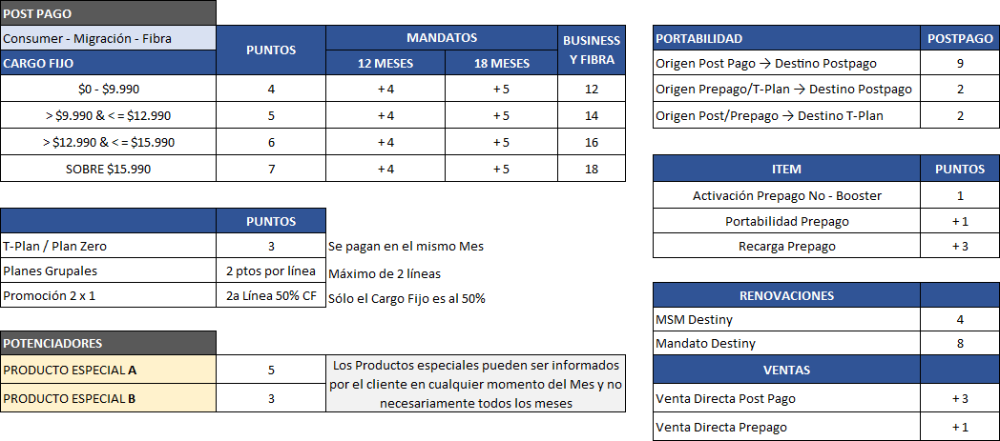 POST PAGO
Consumer - Migración - Fibra PUNTOS MANDATOS BUSINESS Y FIBRA
CARGO FIJO 12 MESES 18 MESES
$0 - $9.990 4 + 4 + 5 12
> $9.990 & < = $12.990 5 + 4 + 5 14
> $12.990 & < = $15.990 6 + 4 + 5 16
SOBRE $15.990 7 + 4 + 5 18
PUNTOS
T-Plan / Plan Zero 3 Se pagan en el mismo Mes
Planes Grupales 2 ptos por línea Máximo de 2 líneas
Promoción 2 x 1 2a Línea 50% CF Sólo el Cargo Fijo es al 50%
POTENCIADORES
PRODUCTO ESPECIAL A 5
PRODUCTO ESPECIAL B 3
Los Productos especiales pueden ser informados
por el cliente en cualquier momento del Mes y no
necesariamente todos los meses
PORTABILIDAD POSTPAGO
Origen Post Pago → Destino Postpago 9
Origen Prepago/T-Plan → Destino Postpago 2
Origen Post/Prepago → Destino T-Plan 2
ITEM PUNTOS
Activación Prepago No - Booster 1
Portabilidad Prepago + 1
Recarga Prepago + 3
RENOVACIONES
MSM Destiny 4
Mandato Destiny 8
VENTAS
Venta Directa Post Pago + 3
Venta Directa Prepago + 1